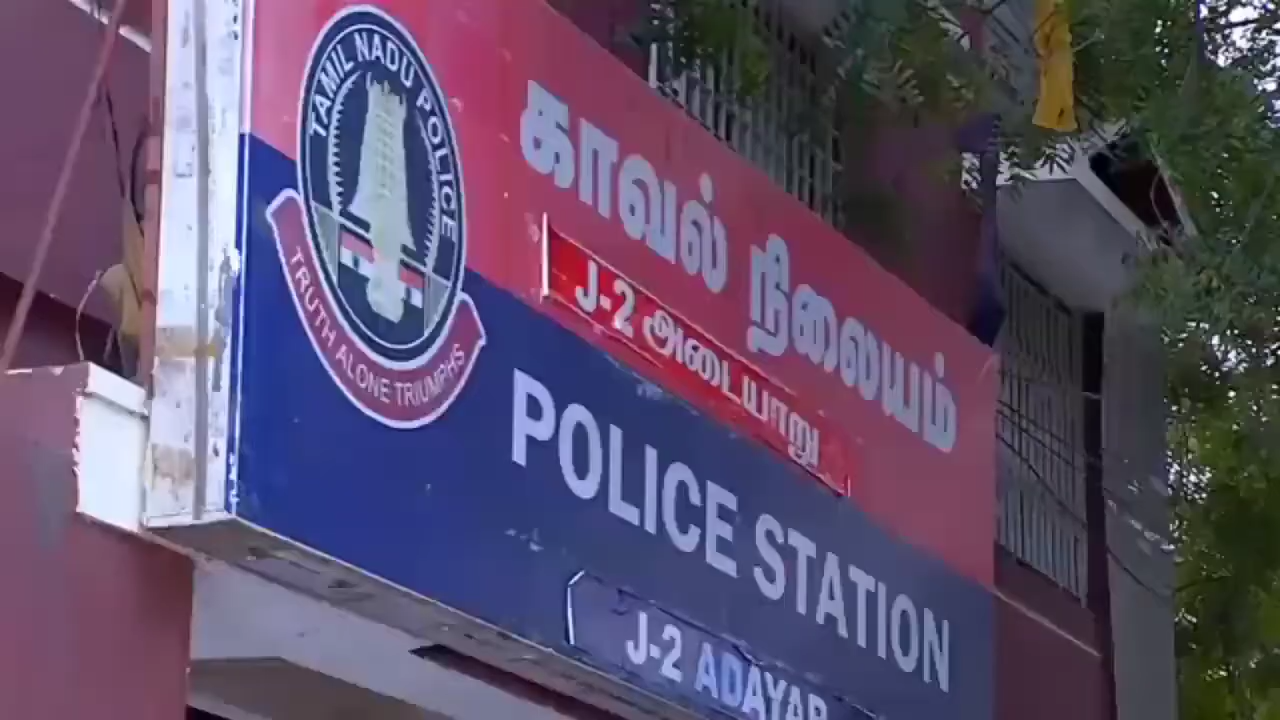 TAMIL NADU POLICE
TRUTH ALONE TRIUMPHS
காவல் நிலையம்
J-2 அடையாறு
POLICE STATION
J-2 ADAYAR